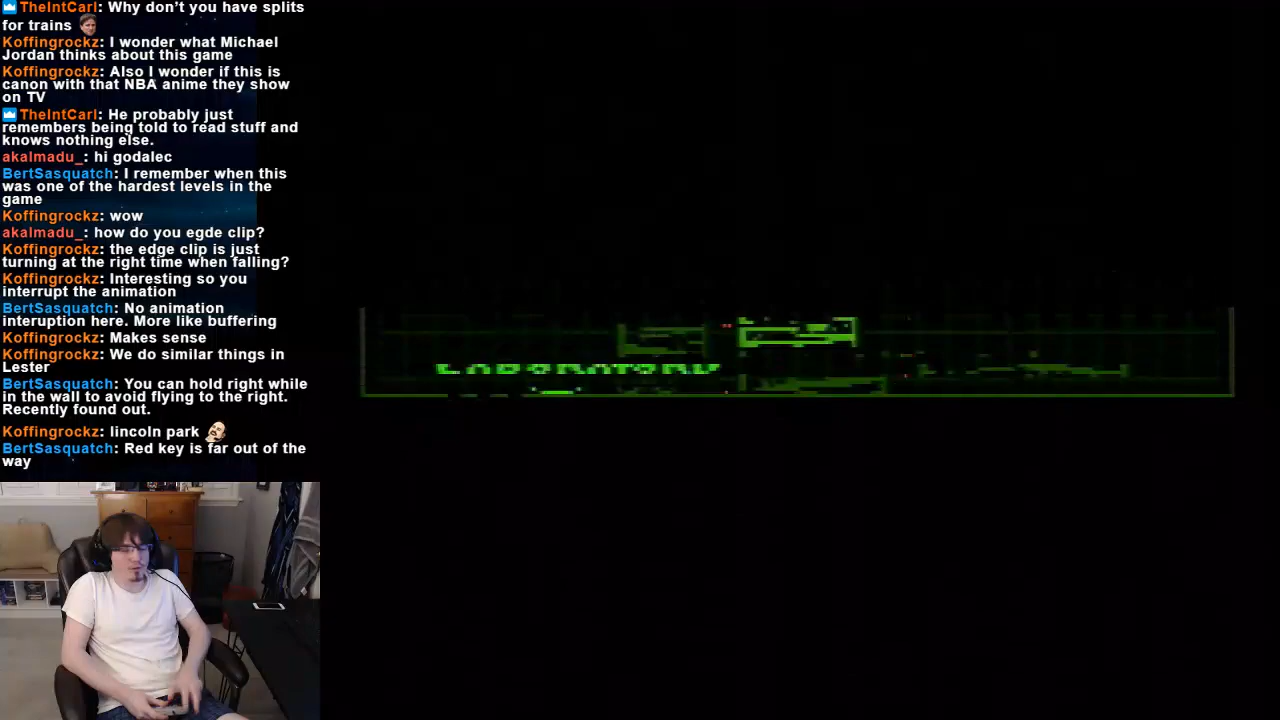 TheIntCarl: Why don't you have splits
for trains
Koffingrockz: I wonder what Michael
Jordan thinks about this game
Koffingrockz: Also I wonder if this is
canon with that NBA anime they show
on TV
TheIntCarl: He probably just
remembers being told to read stuff and
knows nothing else.
akalmadu_: hi godalec
BertSasquatch: I remember when this
was one of the hardest levels in the
game
Koffingrockz: wow
akalmadu_: how do you egde clip?
Koffingrockz: the edge clip is just
turning at the right time when falling?
Koffingrockz: Interesting so you
interrupt the animation
BertSasquatch: No animation
interuption here. More like buffering
Koffingrockz: Makes sense
Koffingrockz: We do similar things in
Lester
BertSasquatch: You can hold right while
in the wall to avoid flying to the right.
Recently found out.
Koffingrockz: lincoln park
BertSasquatch: Red key is far out of the
way